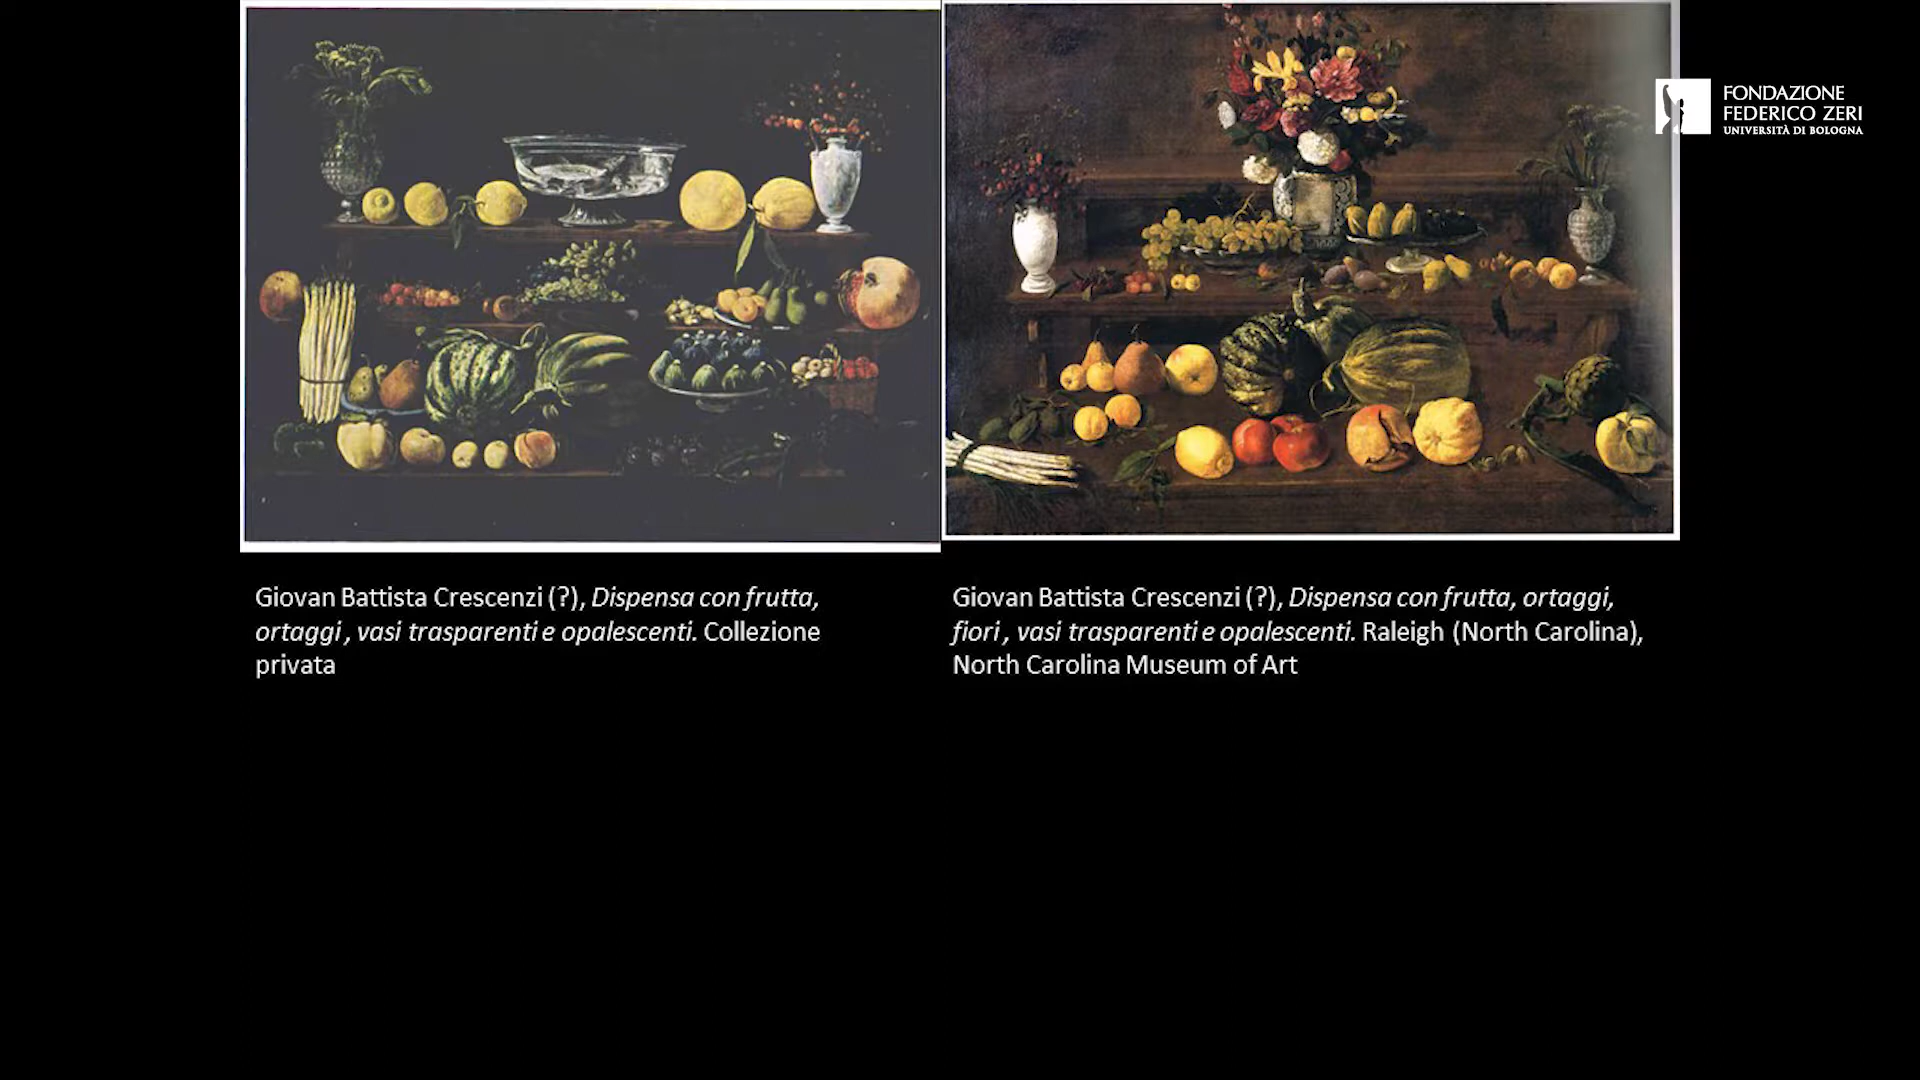 FONDAZIONE
FEDERICO ZERI
UNIVERSITÀ DI BOLOGNA
Giovan Battista Crescenzi (?), Dispensa con frutta,
ortaggi , vasi trasparenti e opalescenti. Collezione
privata
Giovan Battista Crescenzi (?), Dispensa con frutta, ortaggi,
fiori , vasi trasparenti e opalescenti. Raleigh (North Carolina),
North Carolina Museum of Art